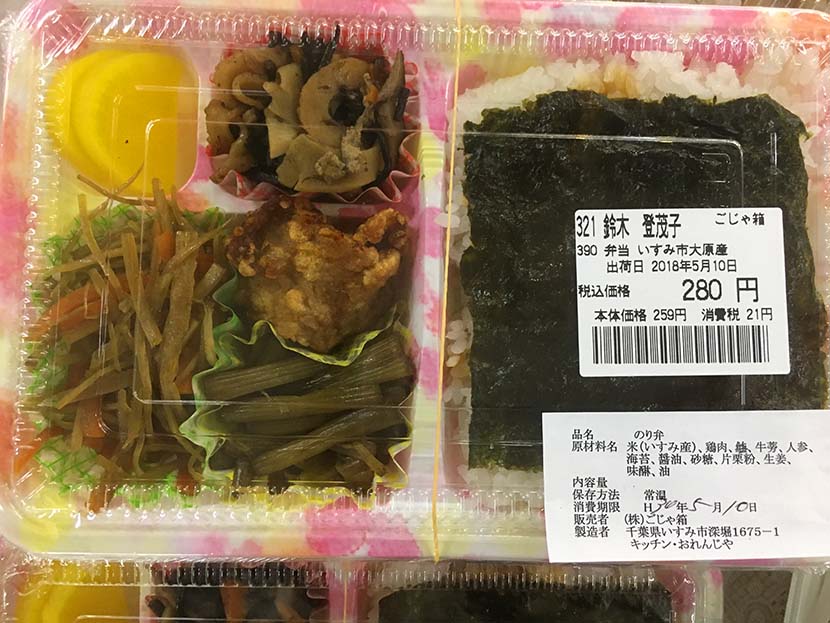 321 鈴木 登茂子 ごじゃ箱
390 弁当 いすみ市大原産
出荷日 2018年5月10日
税込価格 280 円
本体価格 259円 消費税 21円
品名 のり弁
原材料名 米(いすみ産)、鶏肉、麺、牛蒡、人参、
海苔、醤油、砂糖、片栗粉、生姜、
味醂、油
内容量
保存方法 常温
消費期限 H30年5月10日
販売者 (株)ごじゃ箱
製造者 千葉県いすみ市深堀1675-1
キッチン・おれんじや